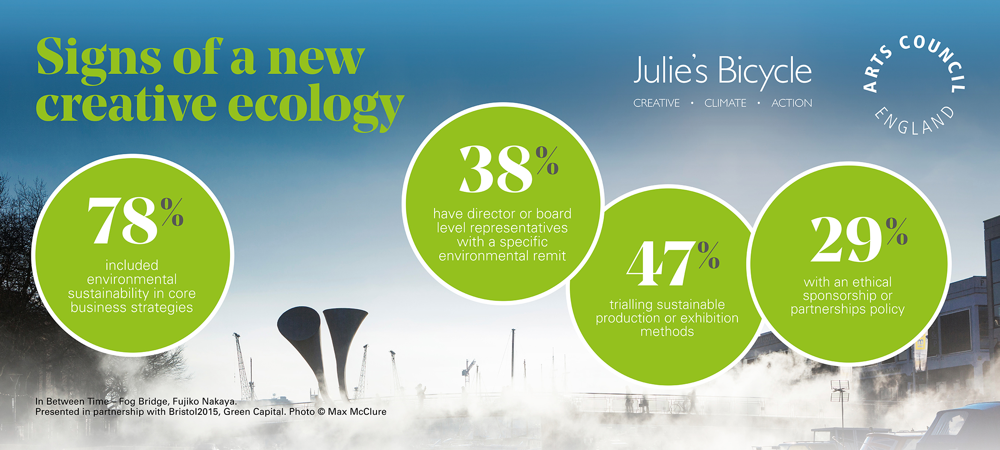 Signs of a new
creative ecology
Julie's Bicycle
CREATIVE • CLIMATE • ACTION
ARTS COUNCIL
ENGLAND
78%
included
environmental
sustainability in core
business strategies
38%
have director or board
level representatives
with a specific
environmental remit
47%
trialling sustainable
production or exhibition
methods
29%
with an ethical
sponsorship or
partnerships policy
In Between Time – Fog Bridge, Fujiko Nakaya.
Presented in partnership with Bristol2015, Green Capital. Photo © Max McClure